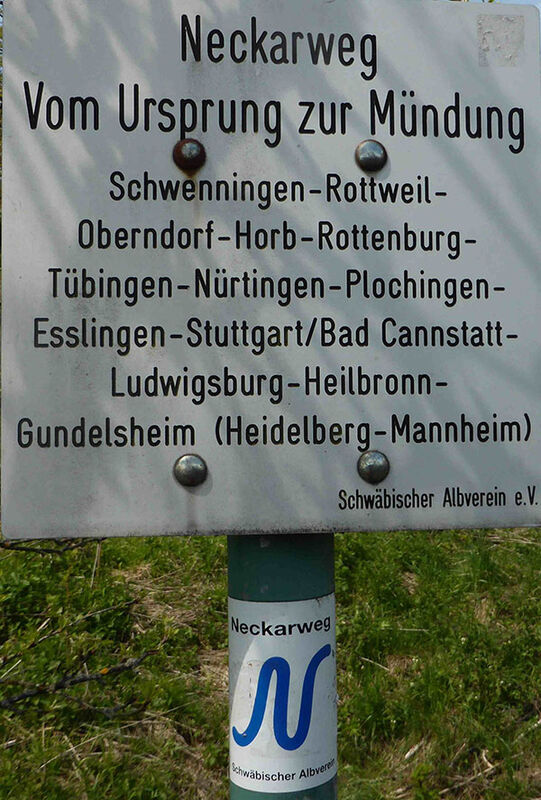 Neckarweg
Vom Ursprung zur Mündung
Schwenningen-Rottweil-
Oberndorf-Horb-Rottenburg-
Tübingen-Nürtingen-Plochingen-
Esslingen-Stuttgart/Bad Cannstatt-
Ludwigsburg-Heilbronn-
Gundelsheim (Heidelberg-Mannheim)
Schwäbischer Albverein e.V.
Neckarweg
N
Schwäbischer Albverein